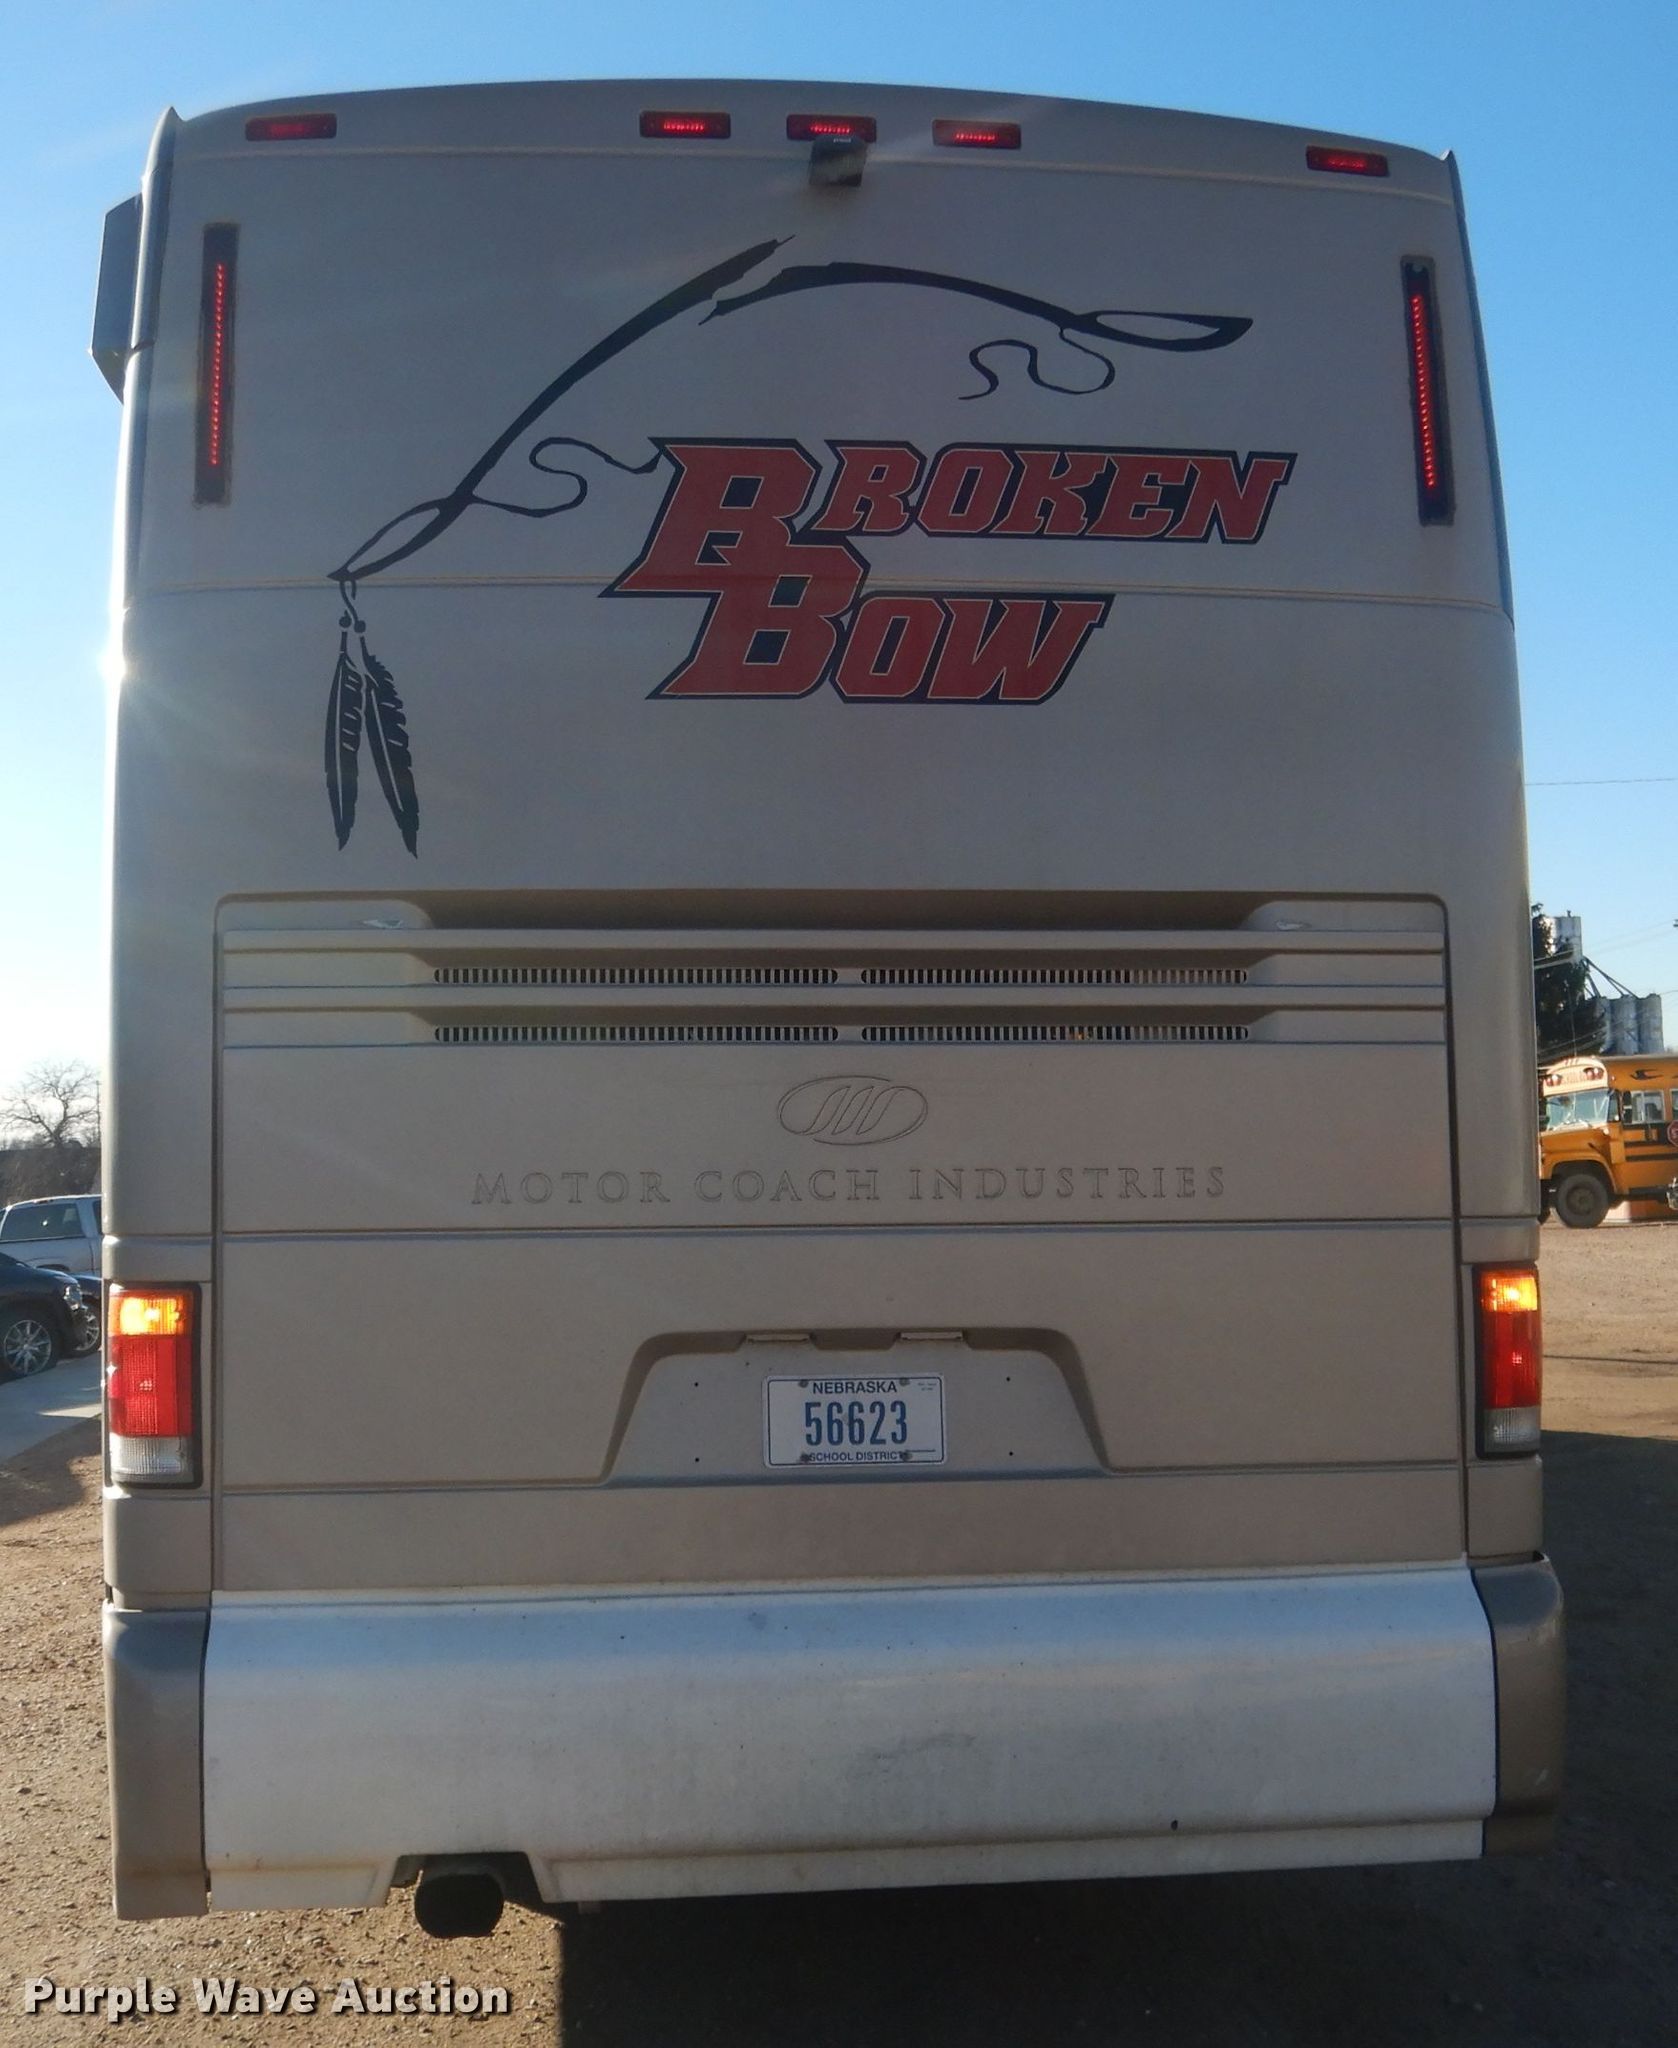 BROKEN
BOW
MOTOR COACH INDUSTRIES
NEBRASKA
56623
SCHOOL DISTRICT
Purple Wave Auction